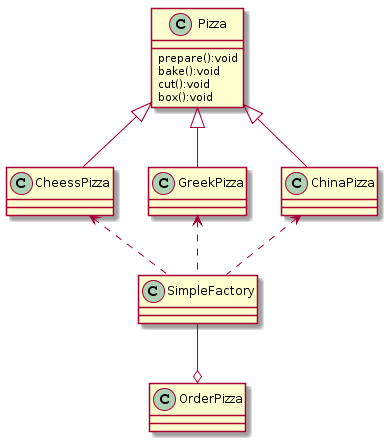 C Pizza
prepare():void
bake():void
cut():void
box():void
C CheessPizza
C GreekPizza
C ChinaPizza
C SimpleFactory
C OrderPizza